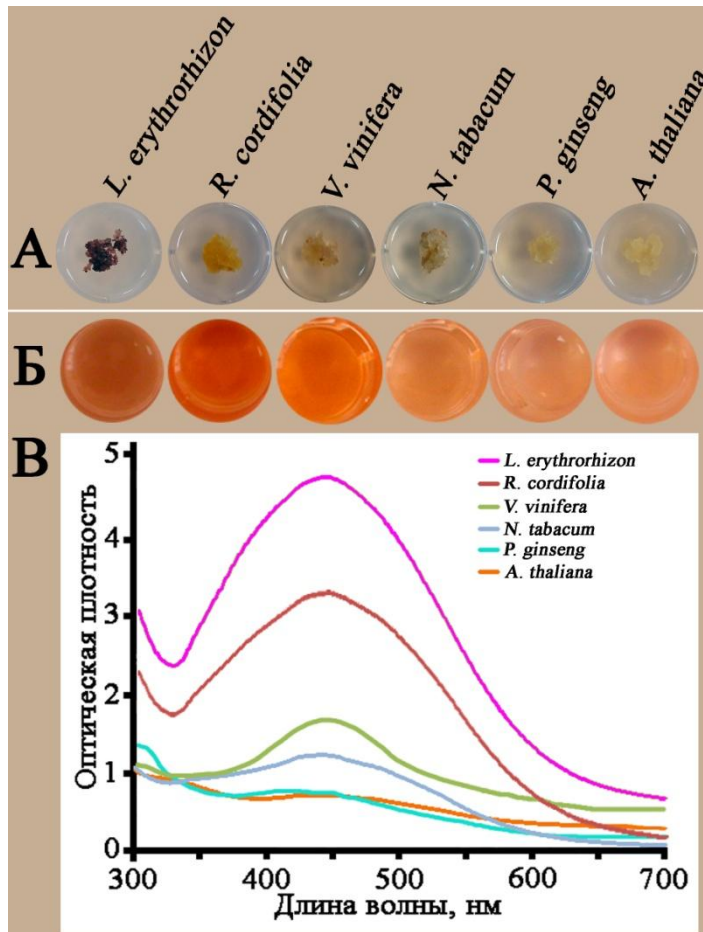 L. erythrorhizon
R. cordifolia
V. vinifera
N. tabacum
P. ginseng
A. thaliana
А
Б
В
5
4
3
2
1
0
Оптическая плотность
L. erythrorhizon
R. cordifolia
V. vinifera
N. tabacum
P. ginseng
A. thaliana
300 400 500 600 700
Длина волны, нм